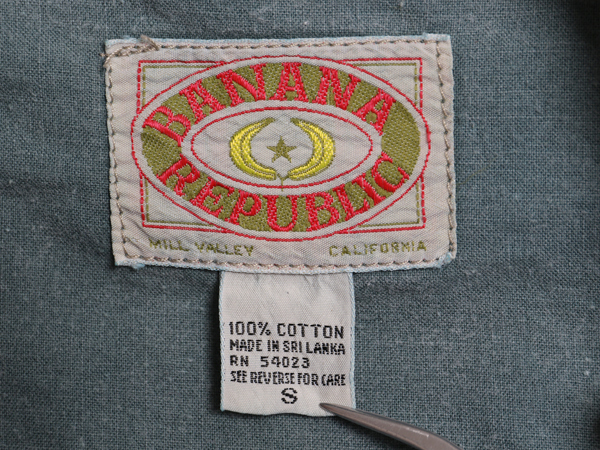 BANANA
REPUBLIC
MILL VALLEY CALIFORNIA
100% COTTON
MADE IN SRI LANKA
RN 54023
SEE REVERSE FOR CARE
S